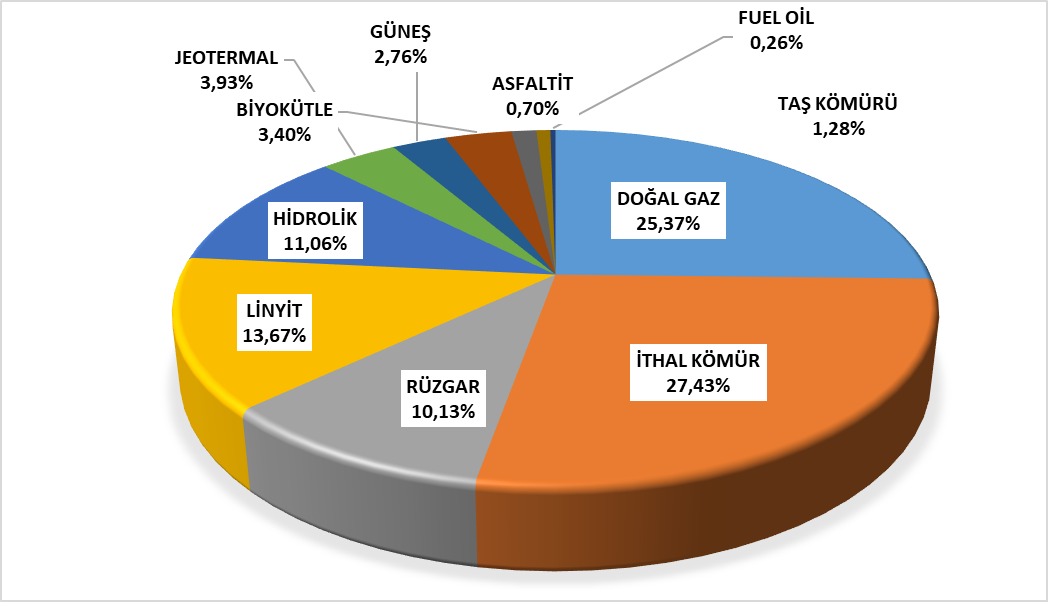 FUEL OİL
0,26%
GÜNEŞ
2,76%
JEOTERMAL
3,93%
ASFALTİT
0,70%
TAŞ KÖMÜRÜ
1,28%
BİYOKÜTLE
3,40%
DOĞAL GAZ
25,37%
HİDROLİK
11,06%
LİNYİT
13,67%
İTHAL KÖMÜR
27,43%
RÜZGAR
10,13%